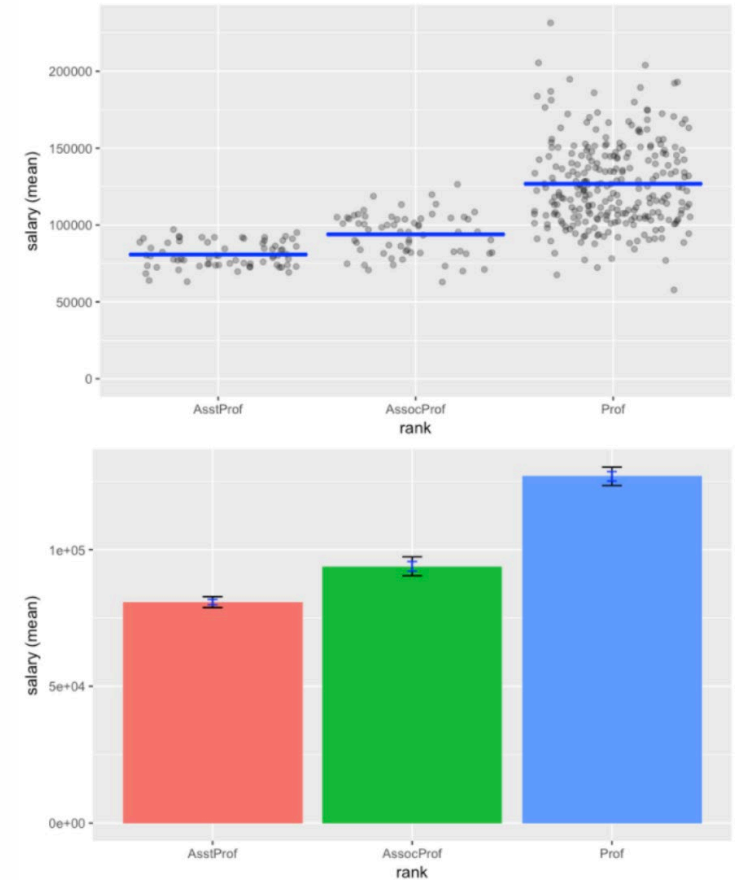 salary (mean)
200000
150000
100000
50000
0
AsstProf AssocProf Prof
rank
salary (mean)
1e+05
5e+04
0e+00
AsstProf AssocProf Prof
rank